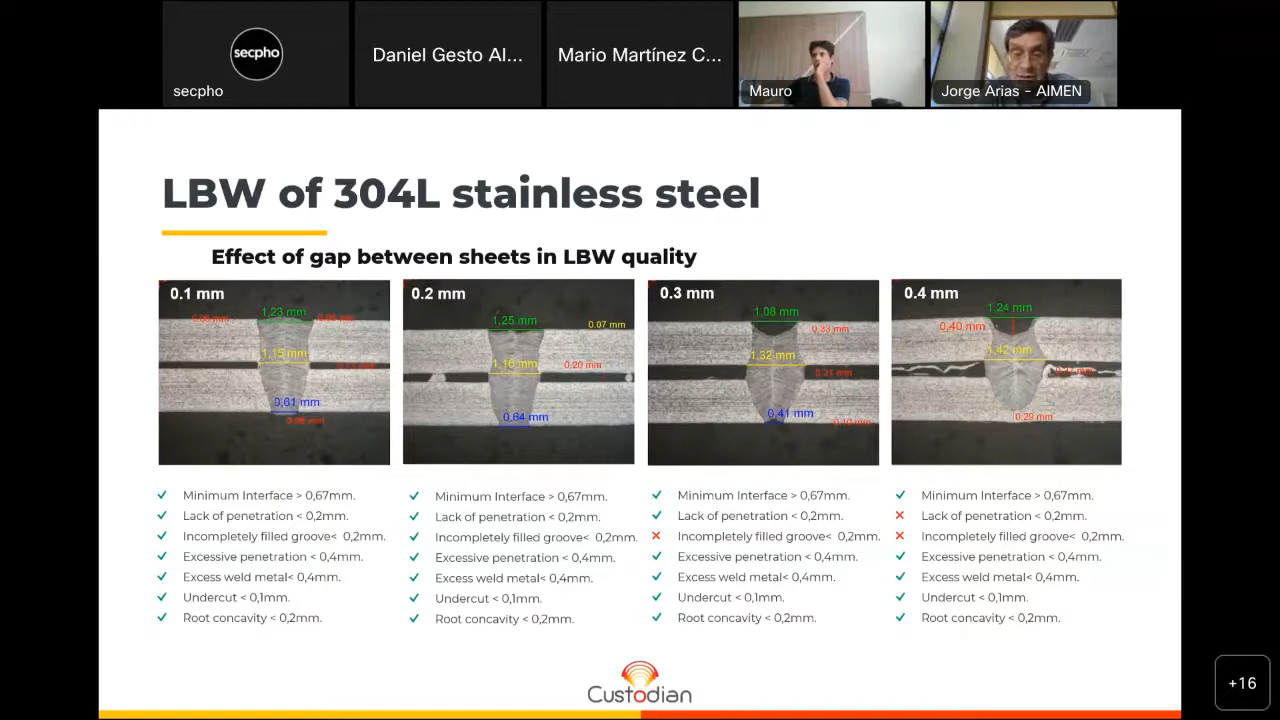 secpho
secpho
Daniel Gesto Al...
Mario Martínez C...
Mauro
Jorge Arias - AIMEN
LBW of 304L stainless steel
Effect of gap between sheets in LBW quality
0.1 mm
1,23 mm
1,15 mm
0,61 mm
0.2 mm
1,25 mm
0.07 mm
1,16 mm
0,20 mm
0,64 mm
0.3 mm
1,08 mm
0,33 mm
1,32 mm
0,31 mm
0,41 mm
0.4 mm
1,24 mm
0,40 mm
1,42 mm
0,29 mm
Minimum Interface > 0,67mm.
Lack of penetration < 0,2mm.
Incompletely filled groove< 0,2mm.
Excessive penetration < 0,4mm.
Excess weld metal< 0,4mm.
Undercut < 0,1mm.
Root concavity < 0,2mm.
Minimum Interface > 0,67mm.
Lack of penetration < 0,2mm.
Incompletely filled groove< 0,2mm.
Excessive penetration < 0,4mm.
Excess weld metal< 0,4mm.
Undercut < 0,1mm.
Root concavity < 0,2mm.
Minimum Interface > 0,67mm.
Lack of penetration < 0,2mm.
Incompletely filled groove< 0,2mm.
Excessive penetration < 0,4mm.
Excess weld metal< 0,4mm.
Undercut < 0,1mm.
Root concavity < 0,2mm.
Minimum Interface > 0,67mm.
Lack of penetration < 0,2mm.
Incompletely filled groove< 0,2mm.
Excessive penetration < 0,4mm.
Excess weld metal< 0,4mm.
Undercut < 0,1mm.
Root concavity < 0,2mm.
Custodian
+16